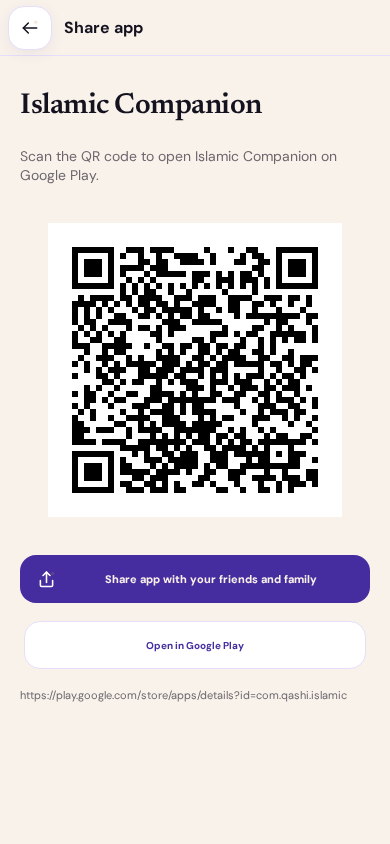 Share app
Islamic Companion
Scan the QR code to open Islamic Companion on
Google Play.
Share app with your friends and family
Open in Google Play
https://play.google.com/store/apps/details?id=com.qashi.islamic